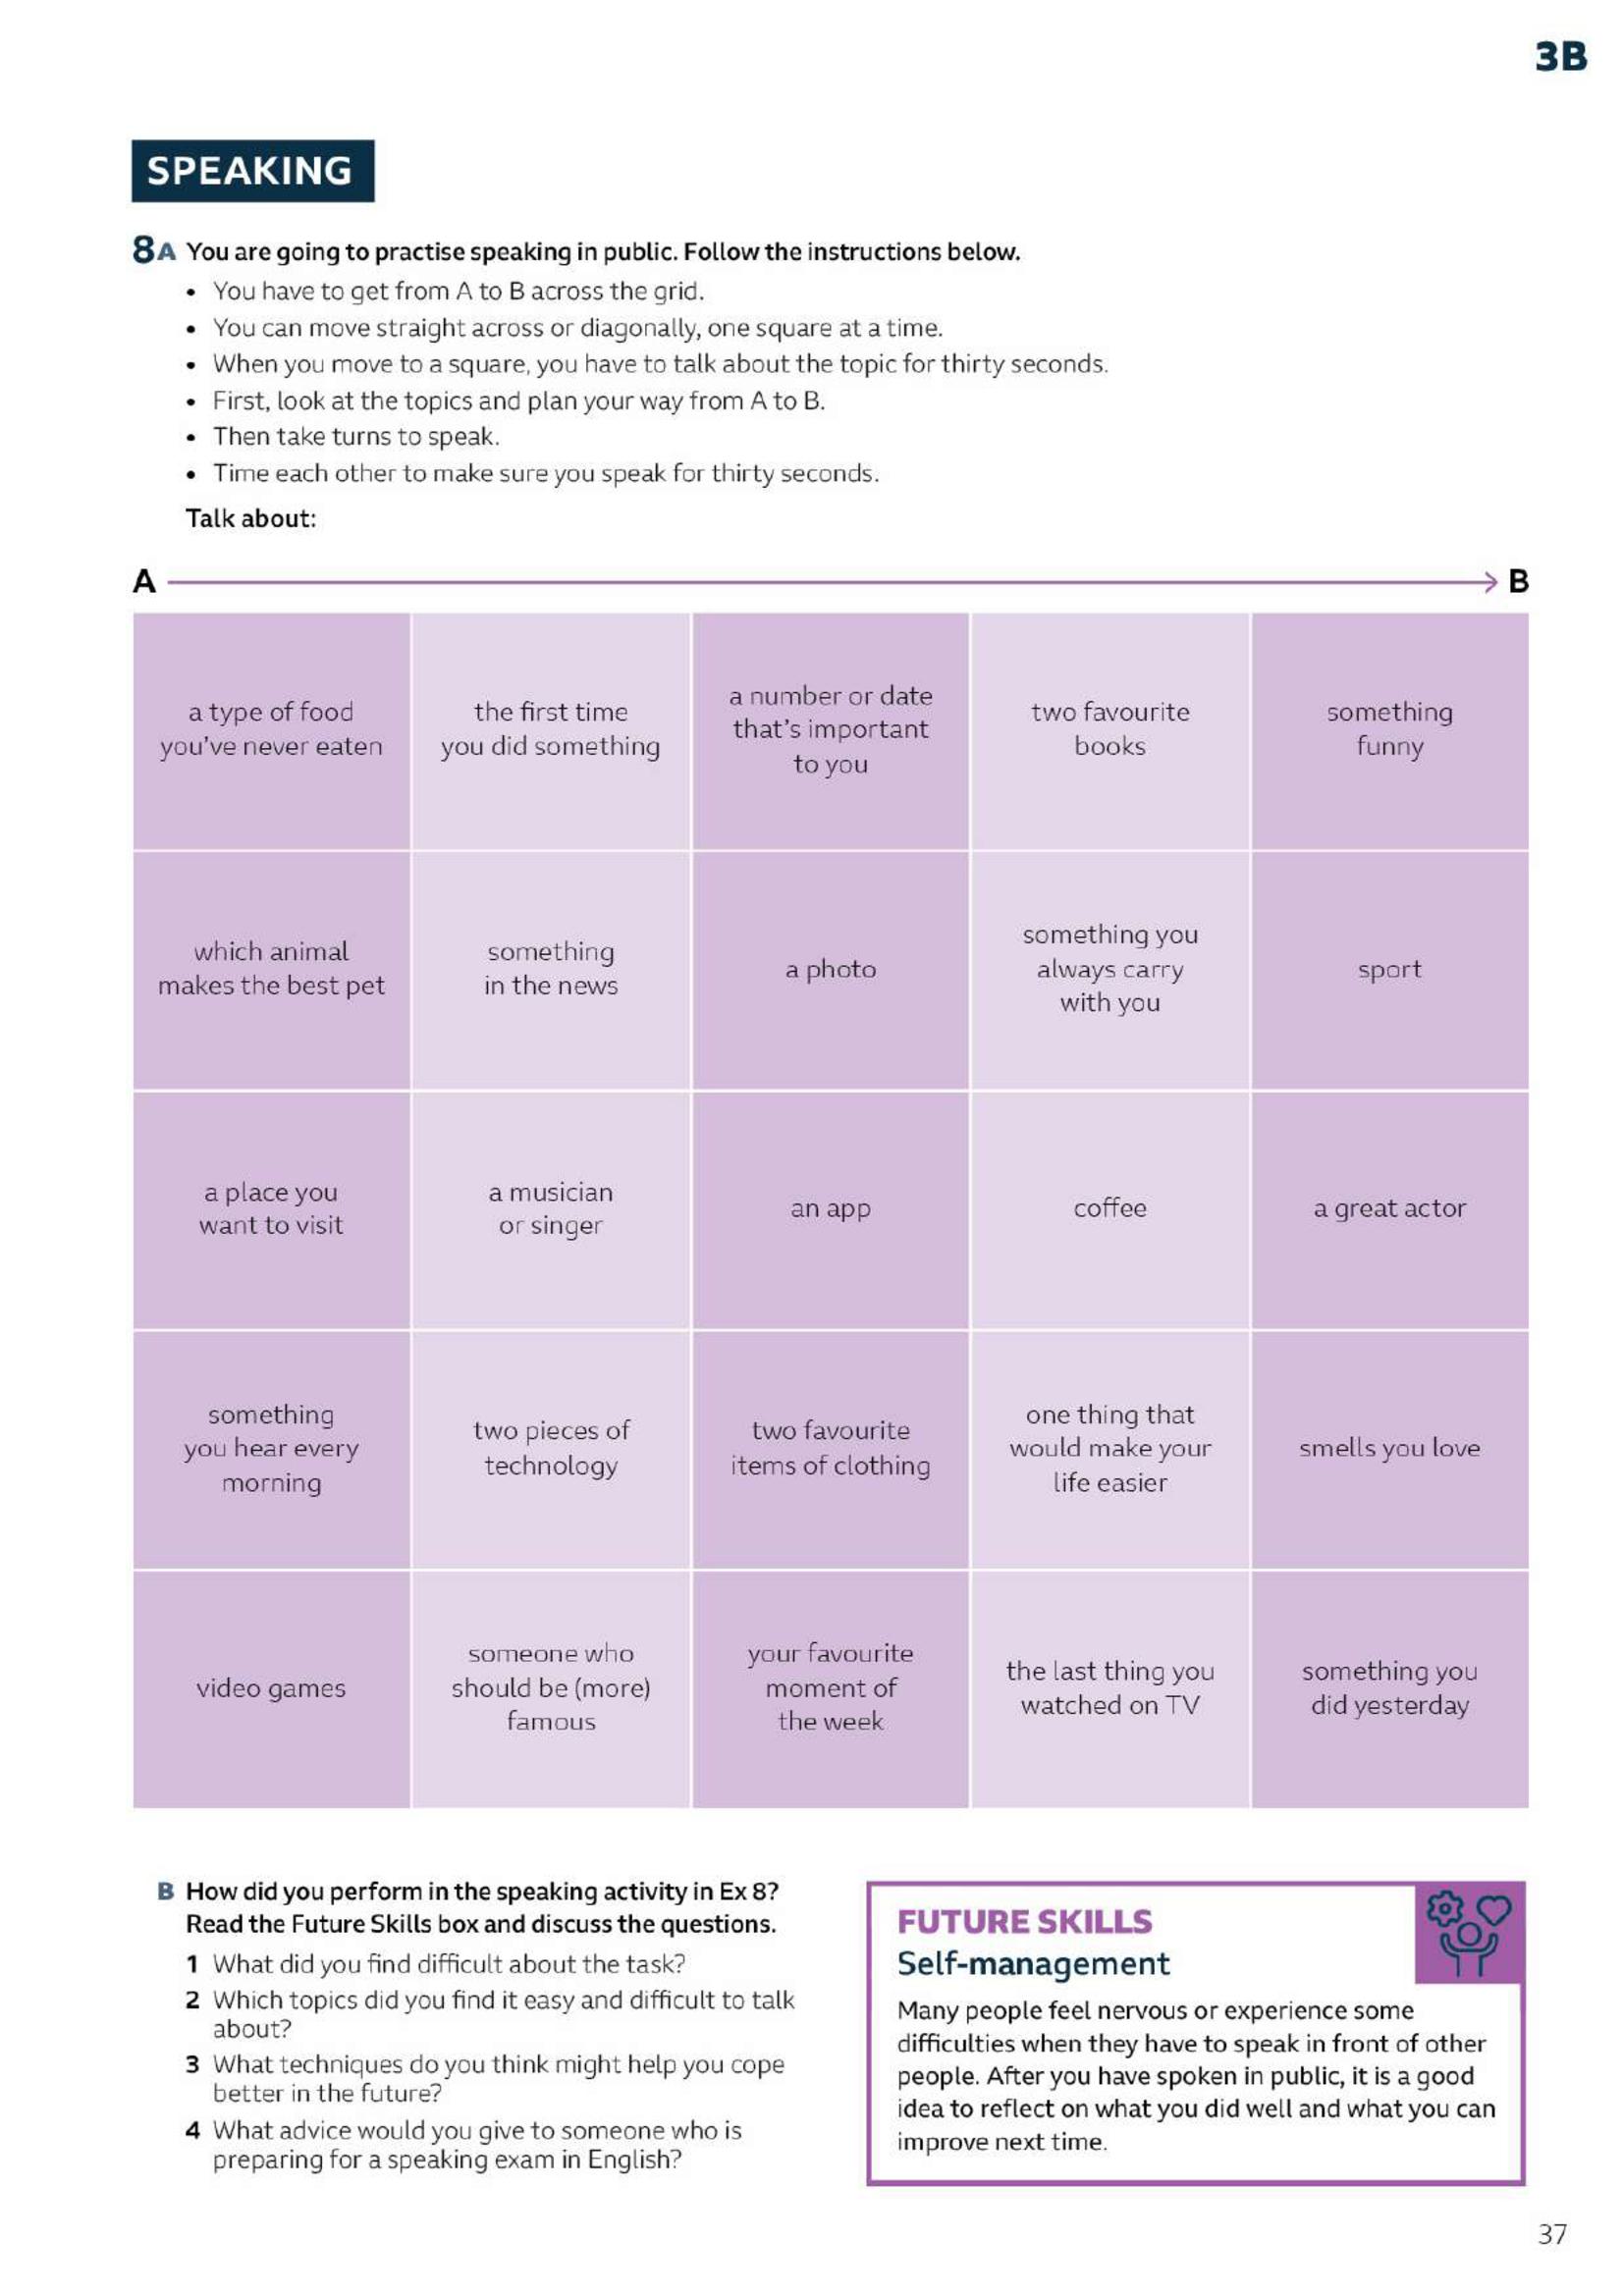 3B
SPEAKING
8A You are going to practise speaking in public. Follow the instructions below.
• You have to get from A to B across the grid.
• You can move straight across or diagonally, one square at a time.
• When you move to a square, you have to talk about the topic for thirty seconds.
• First, look at the topics and plan your way from A to B.
• Then take turns to speak.
• Time each other to make sure you speak for thirty seconds.
Talk about:
A B
a type of food
you've never eaten
the first time
you did something
a number or date
that's important
to you
two favourite
books
something
funny
which animal
makes the best pet
something
in the news
a photo
something you
always carry
with you
sport
a place you
want to visit
a musician
or singer
an app
coffee
a great actor
something
you hear every
morning
two pieces of
technology
two favourite
items of clothing
one thing that
would make your
life easier
smells you love
video games
someone who
should be (more)
famous
your favourite
moment of
the week
the last thing you
watched on TV
something you
did yesterday
B How did you perform in the speaking activity in Ex 8?
Read the Future Skills box and discuss the questions.
1 What did you find difficult about the task?
2 Which topics did you find it easy and difficult to talk
about?
3 What techniques do you think might help you cope
better in the future?
4 What advice would you give to someone who is
preparing for a speaking exam in English?
FUTURE SKILLS
Self-management
Many people feel nervous or experience some
difficulties when they have to speak in front of other
people. After you have spoken in public, it is a good
idea to reflect on what you did well and what you can
improve next time.
37